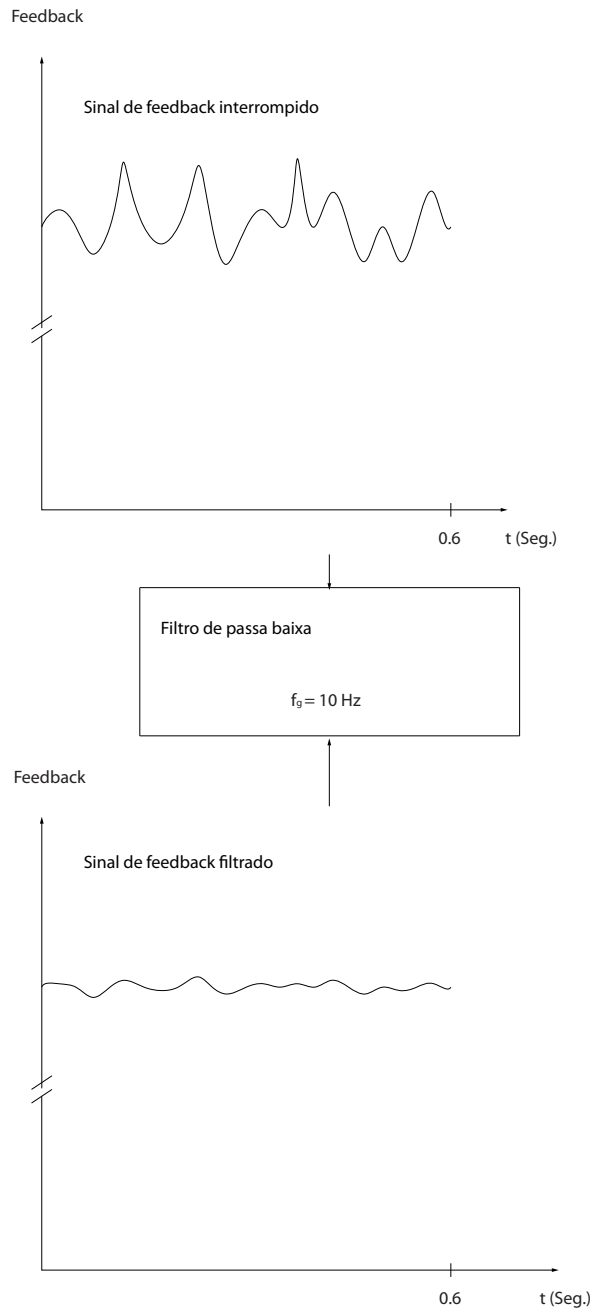 Feedback
Sinal de feedback interrompido
0.6 t (Seg.)
Filtro de passa baixa
fg = 10 Hz
Feedback
Sinal de feedback filtrado
0.6 t (Seg.)